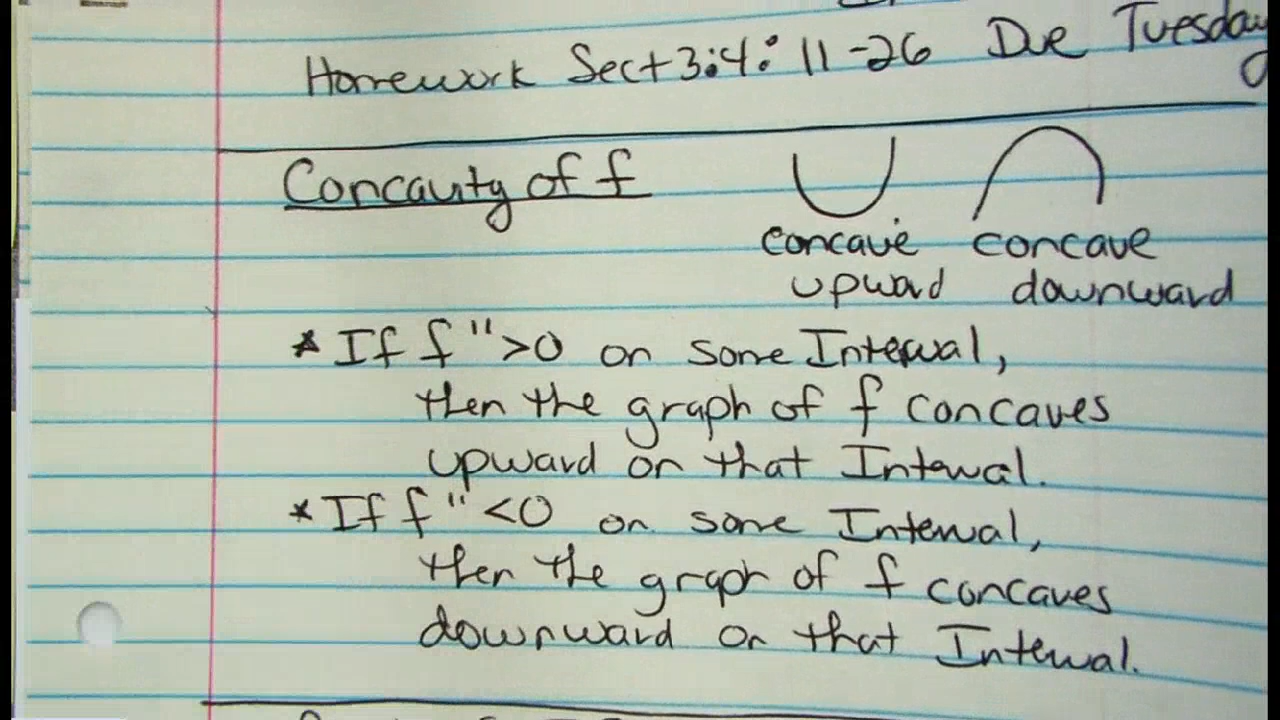 Homework Sect 3.4: 11-26 Due Tuesday
Concavity of f
concave concave
upward downward
* If f" >0 on some Interval,
then the graph of f concaves
upward on that Interval.
* If f" <0 on some Interval,
then the graph of f concaves
downward on that Interval.